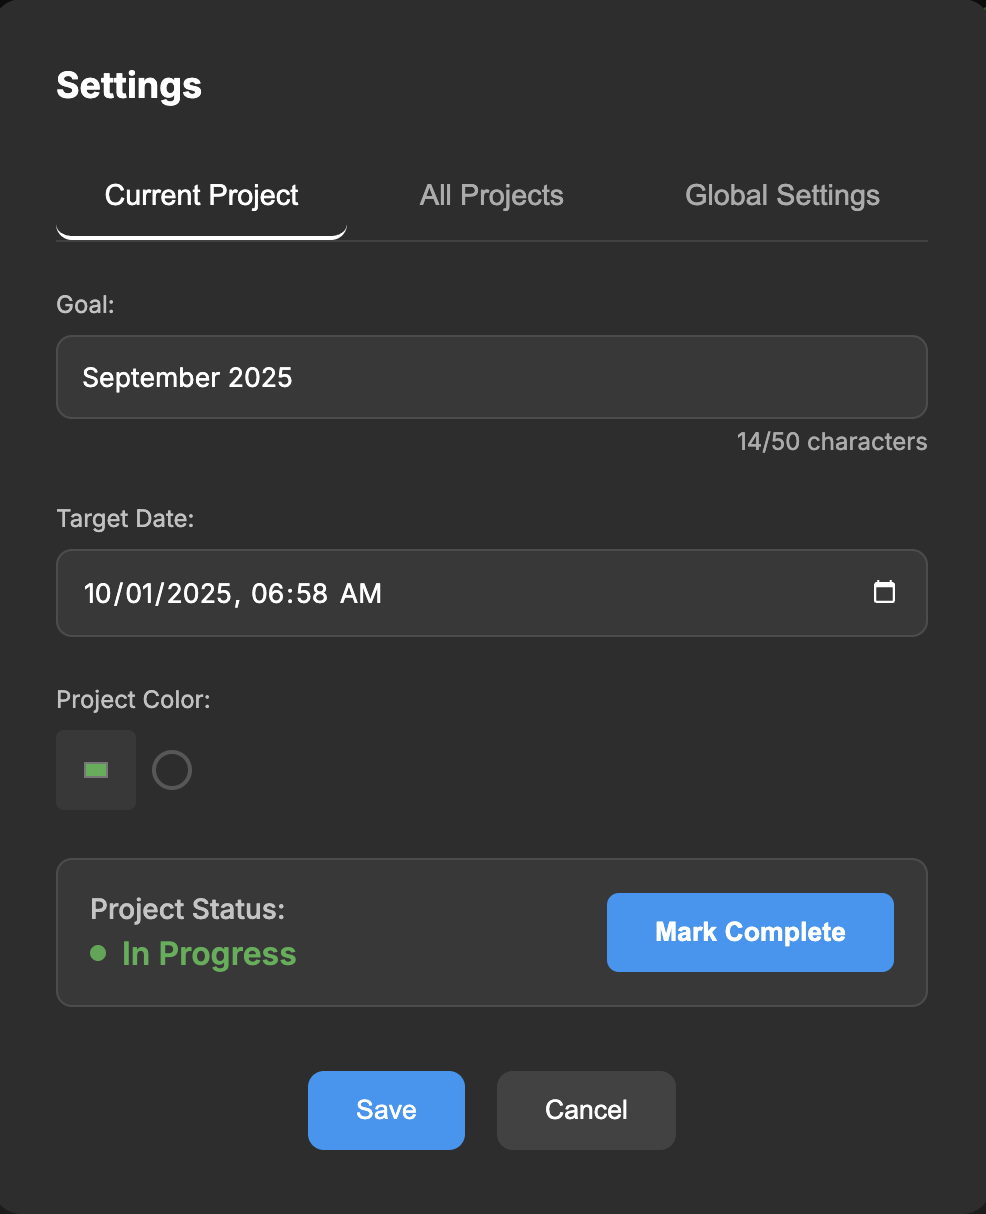 Settings
Current Project All Projects Global Settings
Goal:
September 2025
14/50 characters
Target Date:
10/01/2025, 06:58 AM
Project Color:
Project Status:
In Progress
Mark Complete
Save Cancel